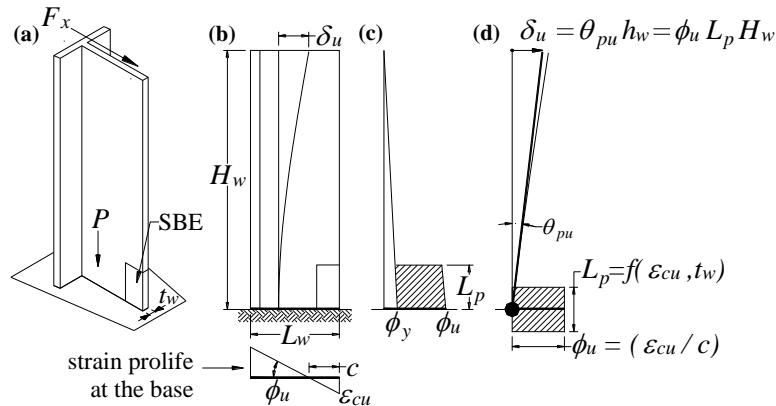 (a)
F_x
P
SBE
t_w
(b)
δ_u
H_w
L_w
strain prolife
at the base
ϕ_u
c
ε_cu
(c)
L_p
ϕ_y
ϕ_u
(d)
δ_u = θ_pu h_w = ϕ_u L_p H_w
θ_pu
L_p = f( ε_cu , t_w )
ϕ_u = ( ε_cu / c )